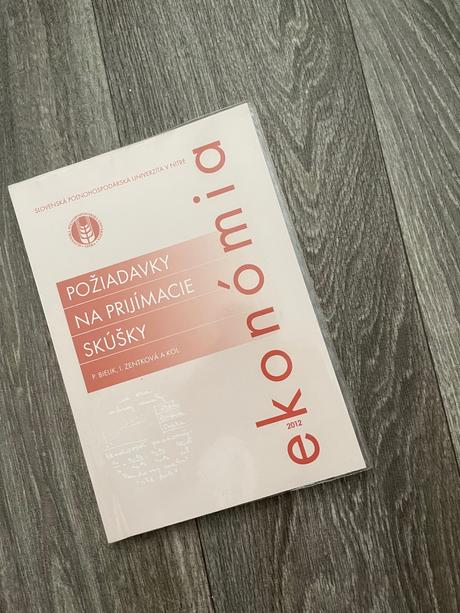 SLOVENSKÁ POĽNOHOSPODÁRSKA UNIVERZITA V NITRE
POŽIADAVKY
NA PRIJÍMACIE
SKÚŠKY
P. BIELIK, I. ZENTKOVÁ A KOL.
ekonómia
2012